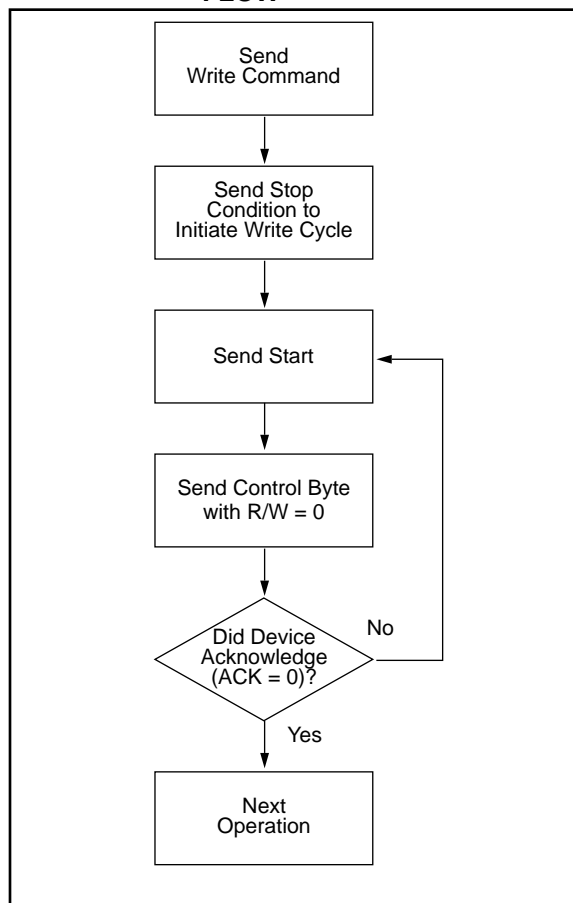 Send
Write Command
Send Stop
Condition to
Initiate Write Cycle
Send Start
Send Control Byte
with R/W = 0
Did Device
Acknowledge
(ACK = 0)?
No
Yes
Next
Operation